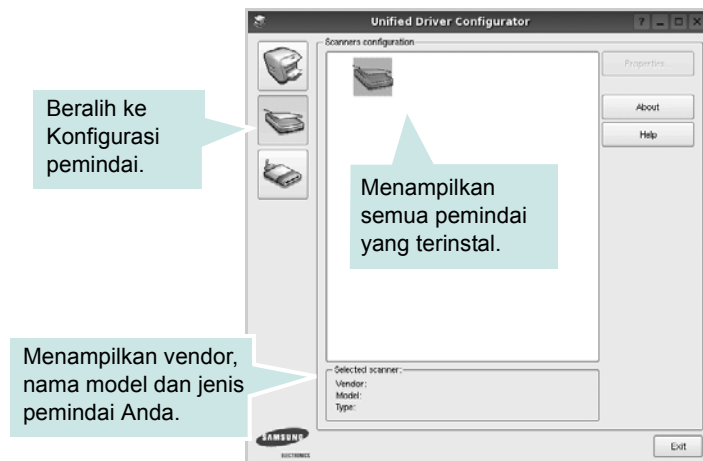 Unified Driver Configurator
Scanners configuration
Properties...
About
Help
Beralih ke
Konfigurasi
pemindai.
Menampilkan
semua pemindai
yang terinstal.
Menampilkan vendor,
nama model dan jenis
pemindai Anda.
Selected scanner:
Vendor:
Model:
Type:
SAMSUNG
ELECTRONICS
Exit